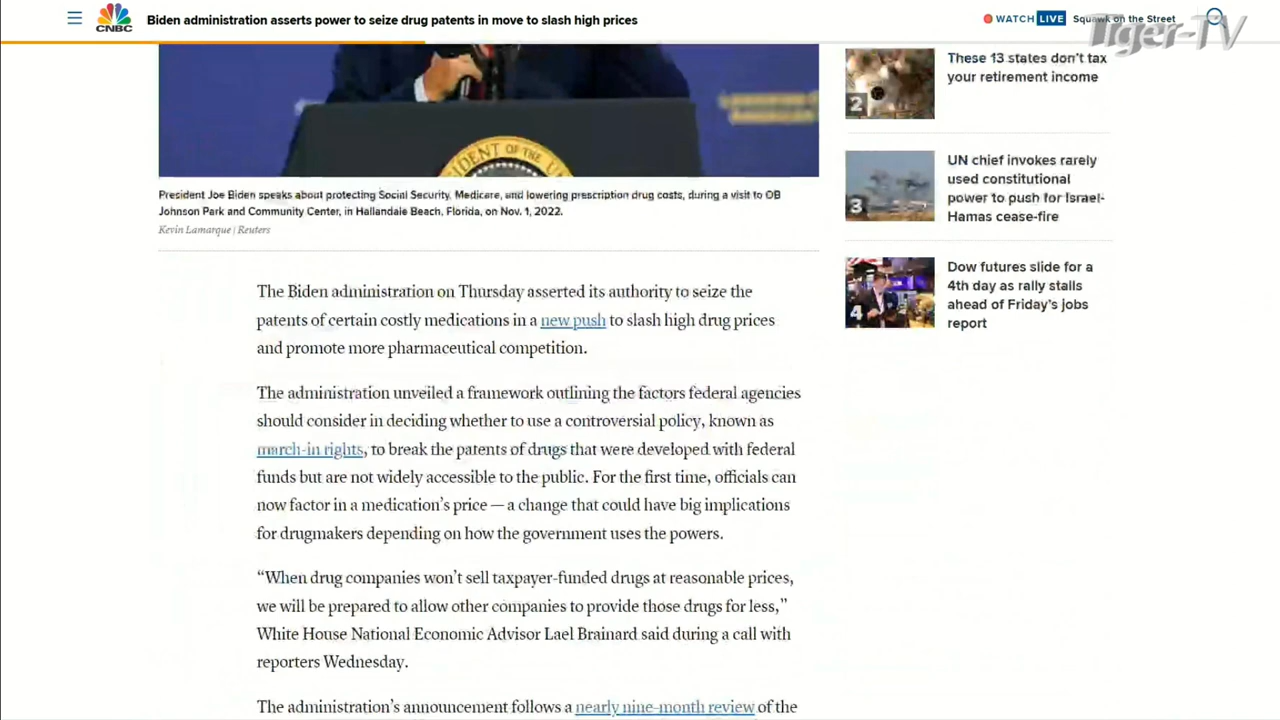 CNBC
Biden administration asserts power to seize drug patents in move to slash high prices
WATCH LIVE Squawk on the Street
Tiger-TV
PRESIDENT OF THE U
President Joe Biden speaks about protecting Social Security, Medicare, and lowering prescription drug costs, during a visit to OB
Johnson Park and Community Center, in Hallandale Beach, Florida, on Nov. 1, 2022.
Kevin Lamarque | Reuters
The Biden administration on Thursday asserted its authority to seize the
patents of certain costly medications in a new push to slash high drug prices
and promote more pharmaceutical competition.
The administration unveiled a framework outlining the factors federal agencies
should consider in deciding whether to use a controversial policy, known as
march-in rights, to break the patents of drugs that were developed with federal
funds but are not widely accessible to the public. For the first time, officials can
now factor in a medication's price — a change that could have big implications
for drugmakers depending on how the government uses the powers.
“When drug companies won't sell taxpayer-funded drugs at reasonable prices,
we will be prepared to allow other companies to provide those drugs for less,”
White House National Economic Advisor Lael Brainard said during a call with
reporters Wednesday.
The administration's announcement follows a nearly nine-month review of the
2
These 13 states don't tax
your retirement income
3
UN chief invokes rarely
used constitutional
power to push for Israel-
Hamas cease-fire
4
Dow futures slide for a
4th day as rally stalls
ahead of Friday's jobs
report